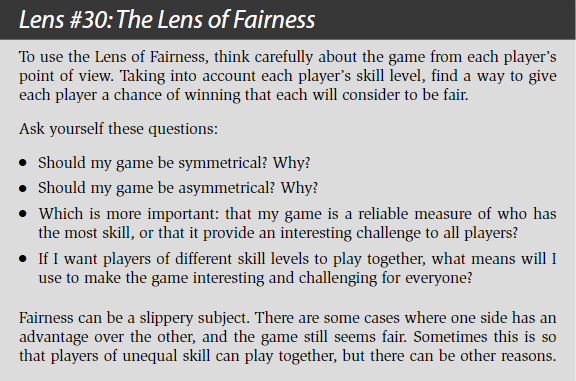 Lens #30: The Lens of Fairness
To use the Lens of Fairness, think carefully about the game from each player's
point of view. Taking into account each player's skill level, find a way to give
each player a chance of winning that each will consider to be fair.
Ask yourself these questions:
● Should my game be symmetrical? Why?
● Should my game be asymmetrical? Why?
● Which is more important: that my game is a reliable measure of who has
the most skill, or that it provide an interesting challenge to all players?
● If I want players of different skill levels to play together, what means will I
use to make the game interesting and challenging for everyone?
Fairness can be a slippery subject. There are some cases where one side has an
advantage over the other, and the game still seems fair. Sometimes this is so
that players of unequal skill can play together, but there can be other reasons.